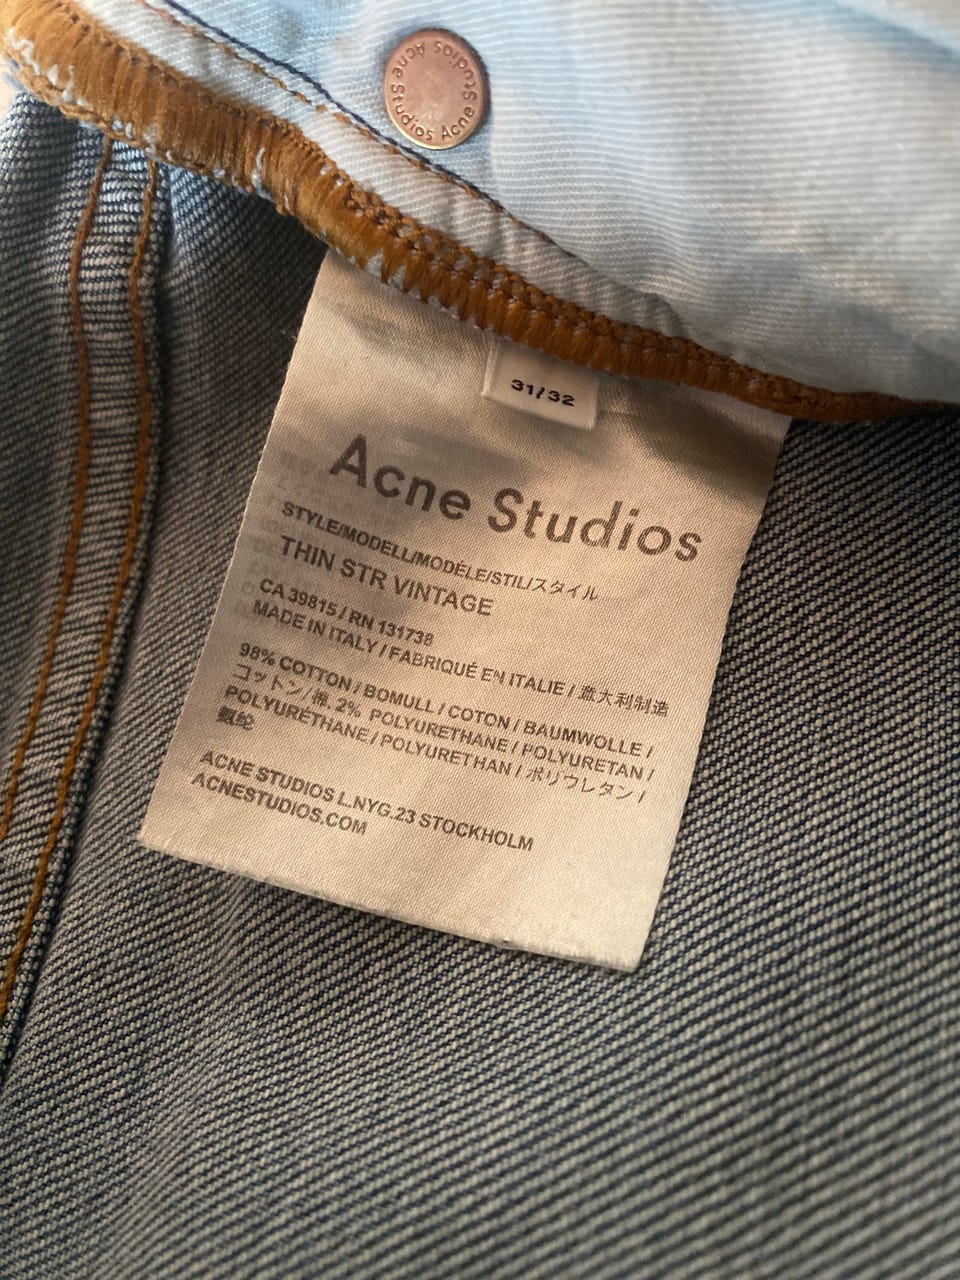 Acne Studios Acne Studios
31/32
Acne Studios
STYLE/MODELL/MODÈLE/STIL/スタイル
THIN STR VINTAGE
CA 39815 / RN 131738
MADE IN ITALY / FABRIQUÉ EN ITALIE / 意大利制造
98% COTTON / BOMULL / COTON / BAUMWOLLE /
コットン / 棉, 2% POLYURETHANE / POLYURETAN /
POLYURETHANE / POLYURETHAN / ポリウレタン /
氨纶
ACNE STUDIOS L.NYG.23 STOCKHOLM
ACNESTUDIOS.COM